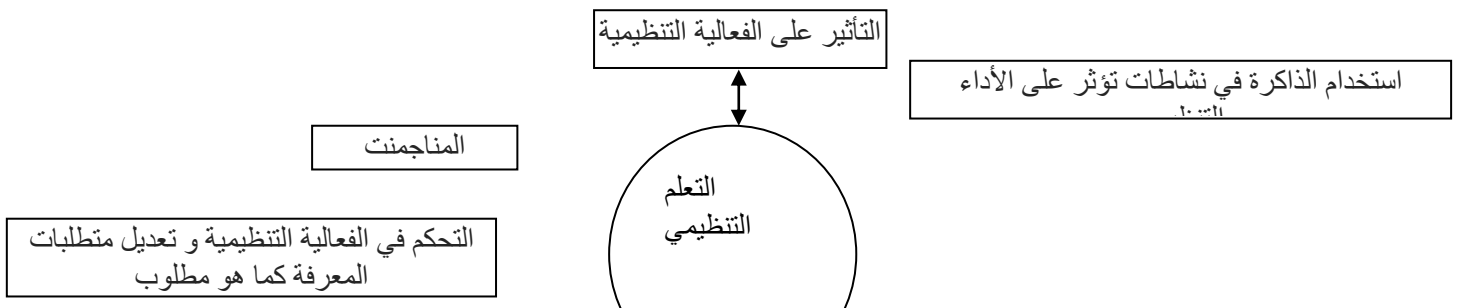 التأثير على الفعالية التنظيمية
استخدام الذاكرة في نشاطات تؤثر على الأداء
المناجمنت
التعلم
التنظيمي
التحكم في الفعالية التنظيمية و تعديل متطلبات
المعرفة كما هو مطلوب